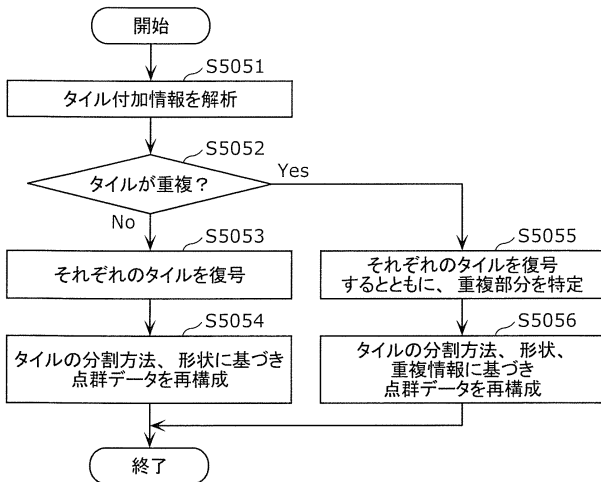 開始
S5051
タイル付加情報を解析
S5052
タイルが重複？
Yes
No
S5053
それぞれのタイルを復号
S5054
タイルの分割方法、形状に基づき
点群データを再構成
S5055
それぞれのタイルを復号
するとともに、重複部分を特定
S5056
タイルの分割方法、形状、
重複情報に基づき
点群データを再構成
終了